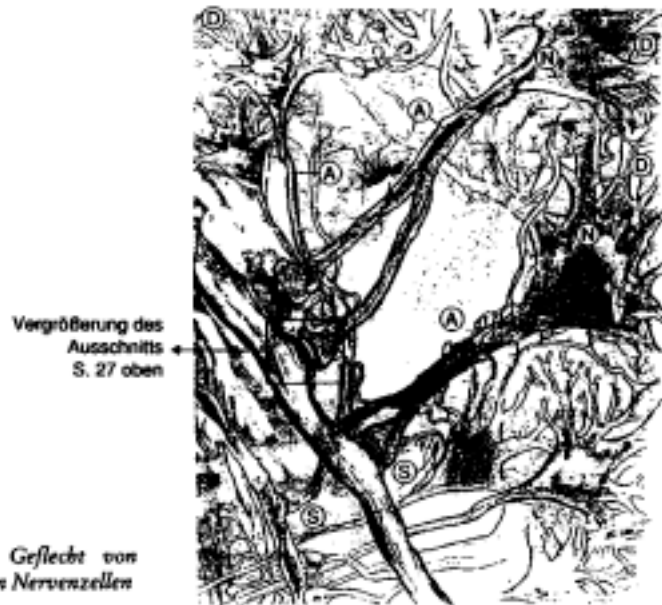 D
D
N
A
N
D
A
N
A
Vergrößerung des
Ausschnitts
S. 27 oben
S
S
Geflecht von
n Nervenzellen